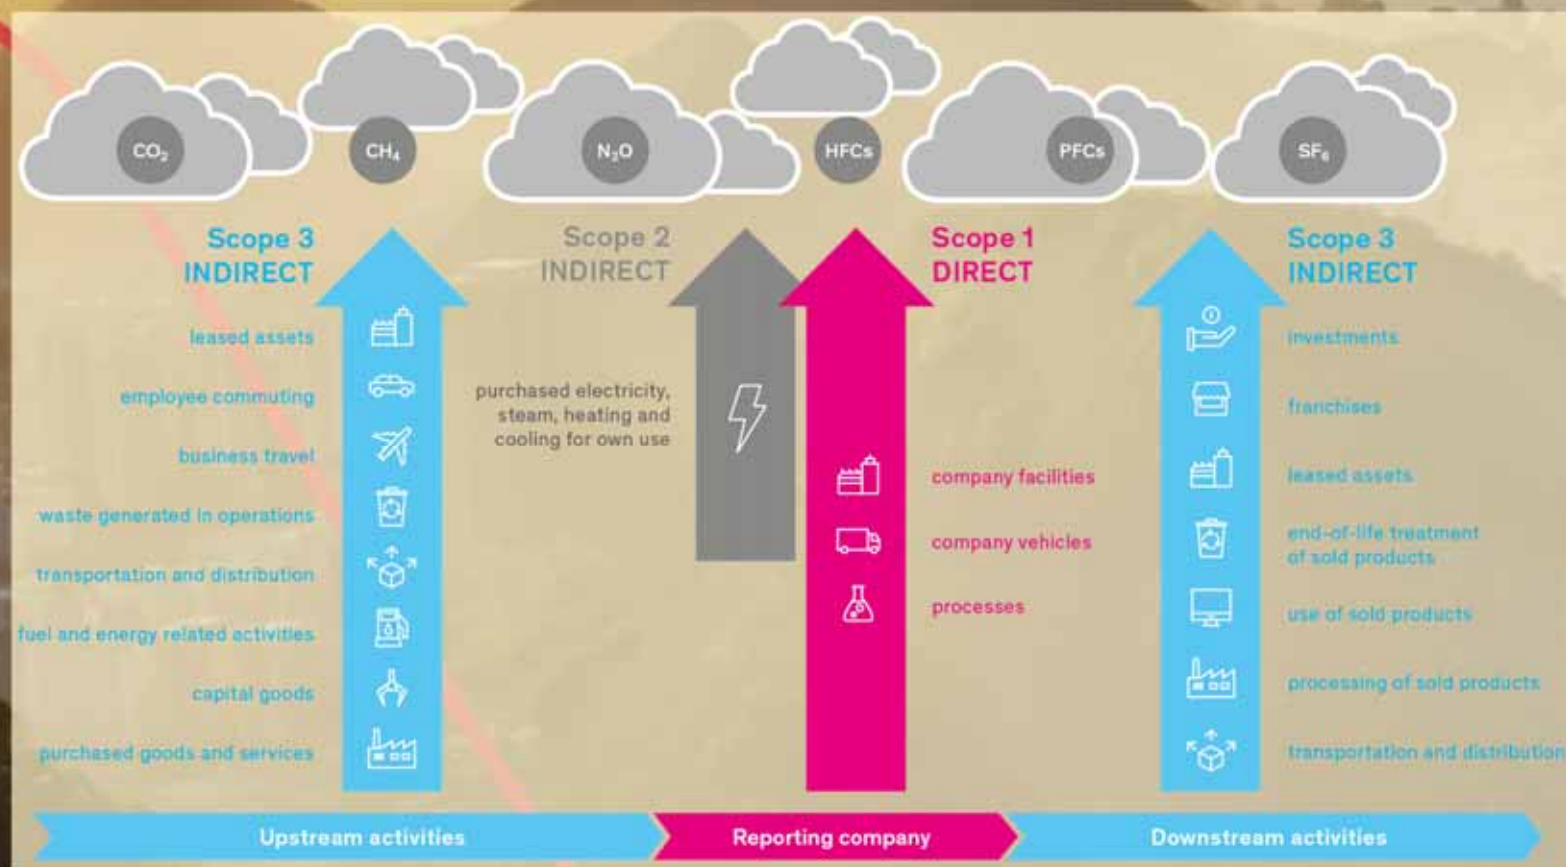 CO₂
CH₄
N₂O
HFCs
PFCs
SF₆
Scope 3
INDIRECT
leased assets
employee commuting
business travel
waste generated in operations
transportation and distribution
fuel and energy related activities
capital goods
purchased goods and services
Scope 2
INDIRECT
purchased electricity,
steam, heating and
cooling for own use
Scope 1
DIRECT
company facilities
company vehicles
processes
Scope 3
INDIRECT
investments
franchises
leased assets
end-of-life treatment
of sold products
use of sold products
processing of sold products
transportation and distribution
Upstream activities
Reporting company
Downstream activities